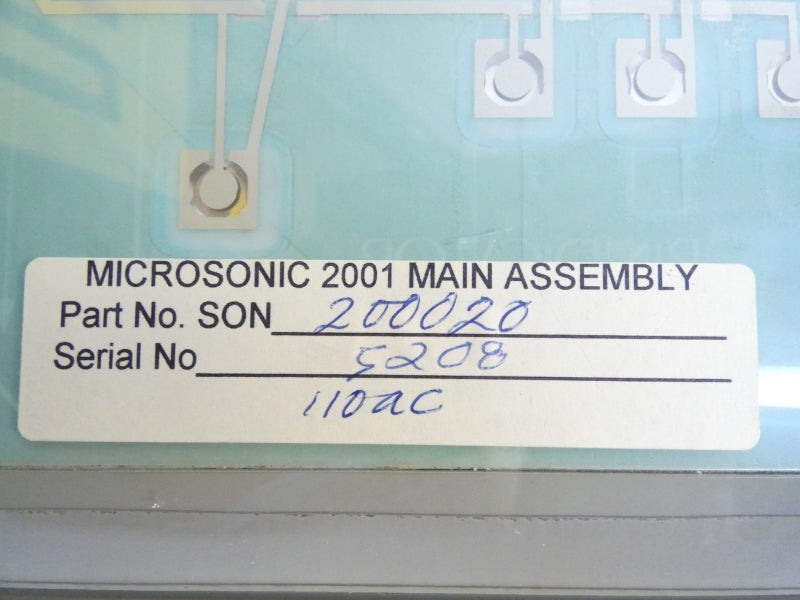 MICROSONIC 2001 MAIN ASSEMBLY
Part No. SON 200020
Serial No 5208
110ac